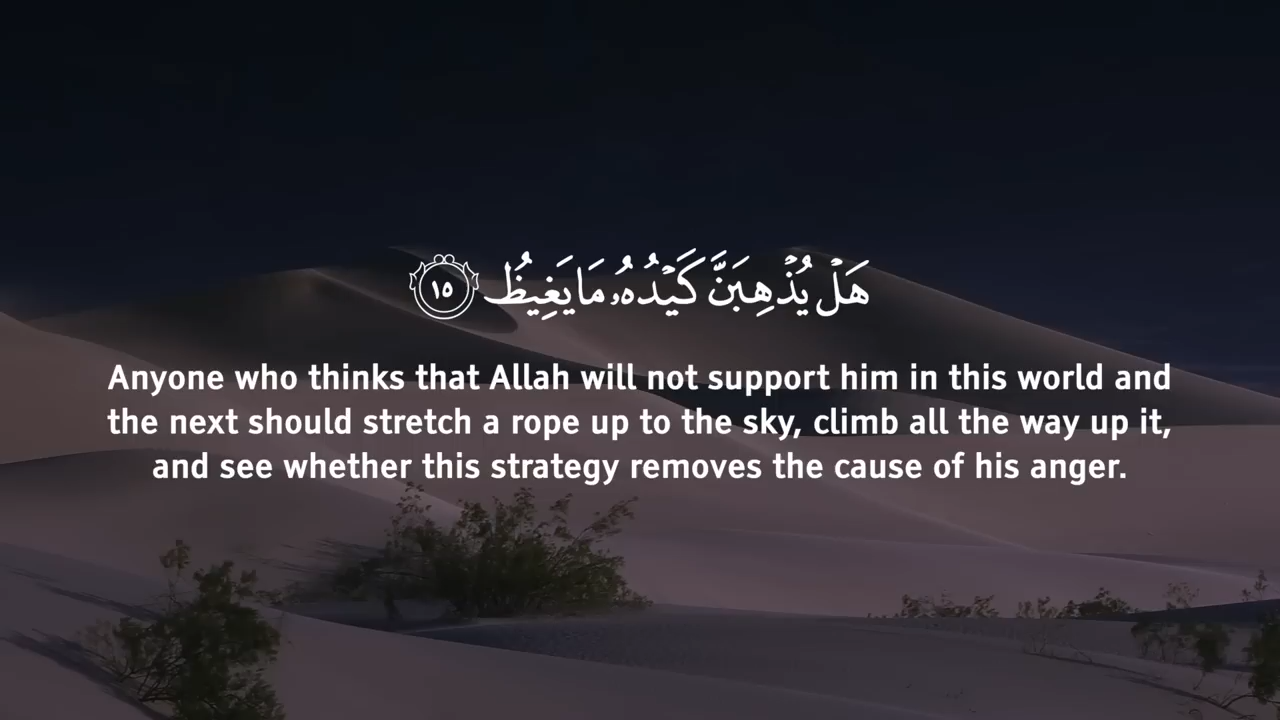 هَلْ يُذْهِبَنَّ كَيْدُهُۥ مَا يَغِيظُ ١٥
Anyone who thinks that Allah will not support him in this world and
the next should stretch a rope up to the sky, climb all the way up it,
and see whether this strategy removes the cause of his anger.